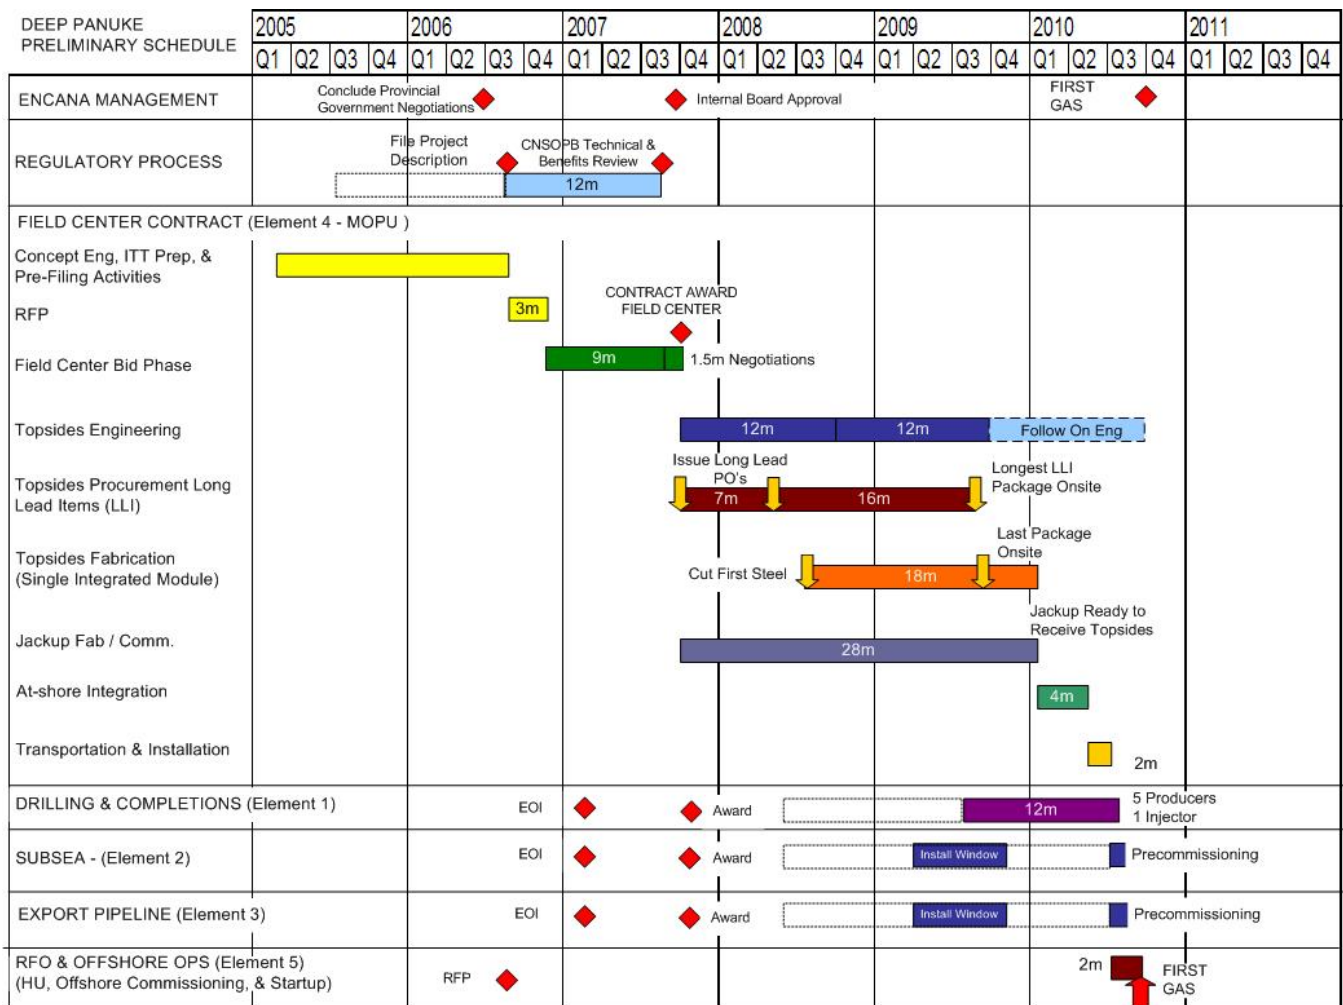 DEEP PANUKE
PRELIMINARY SCHEDULE
2005 2006 2007 2008 2009 2010 2011
Q1 Q2 Q3 Q4 Q1 Q2 Q3 Q4 Q1 Q2 Q3 Q4 Q1 Q2 Q3 Q4 Q1 Q2 Q3 Q4 Q1 Q2 Q3 Q4 Q1 Q2 Q3 Q4
ENCANA MANAGEMENT
Conclude Provincial
Government Negotiations
Internal Board Approval
FIRST
GAS
REGULATORY PROCESS
File Project
Description
CNSOPB Technical &
Benefits Review
12m
FIELD CENTER CONTRACT (Element 4 - MOPU )
Concept Eng, ITT Prep, &
Pre-Filing Activities
RFP
3m
CONTRACT AWARD
FIELD CENTER
Field Center Bid Phase
9m
1.5m Negotiations
Topsides Engineering
12m
12m
Follow On Eng
Topsides Procurement Long
Lead Items (LLI)
Issue Long Lead
PO's
7m
16m
Longest LLI
Package Onsite
Topsides Fabrication
(Single Integrated Module)
Cut First Steel
18m
Last Package
Onsite
Jackup Fab / Comm.
28m
Jackup Ready to
Receive Topsides
At-shore Integration
4m
Transportation & Installation
2m
DRILLING & COMPLETIONS (Element 1)
EOI
Award
12m
5 Producers
1 Injector
SUBSEA - (Element 2)
EOI
Award
Install Window
Precommissioning
EXPORT PIPELINE (Element 3)
EOI
Award
Install Window
Precommissioning
RFO & OFFSHORE OPS (Element 5)
(HU, Offshore Commissioning, & Startup)
RFP
2m
FIRST
GAS